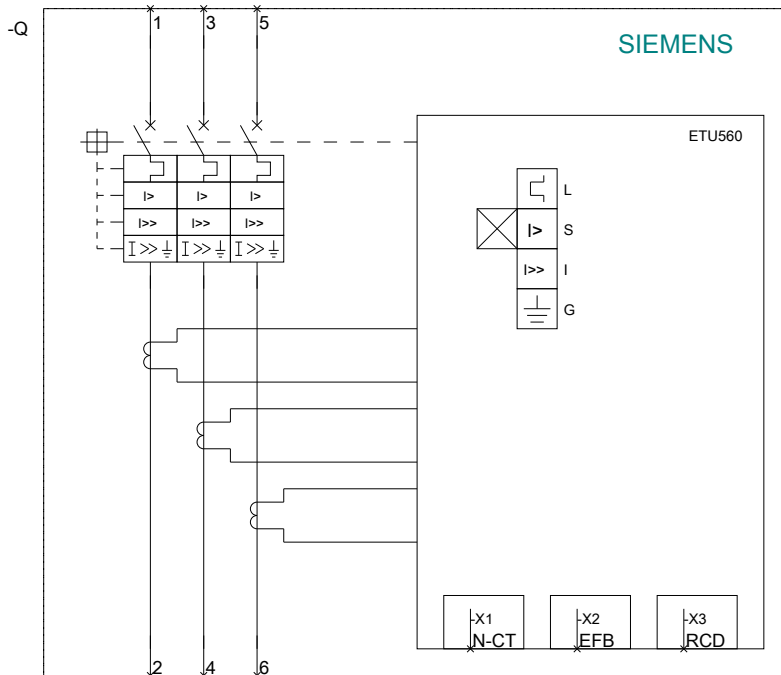 -Q
1 3 5
SIEMENS
ETU560
I> I> I>
I>> I>> I>>
I>> I>> I>>
L
I> S
I>> I
G
-X1 -X2 -X3
N-CT EFB RCD
2 4 6